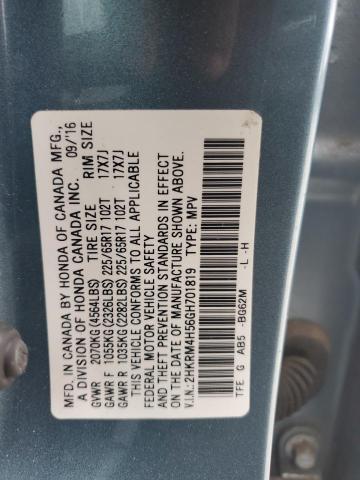 MFD. IN CANADA BY HONDA OF CANADA MFG.,
A DIVISION OF HONDA CANADA INC. 09/'16
TIRE SIZE RIM SIZE
GVWR 2070KG (4564LBS)
GAWR F 1055KG (2326LBS) 225/65R17 102T 17X7J
GAWR R 1035KG (2282LBS) 225/65R17 102T 17X7J
THIS VEHICLE CONFORMS TO ALL APPLICABLE
FEDERAL MOTOR VEHICLE SAFETY
AND THEFT PREVENTION STANDARDS IN EFFECT
ON THE DATE OF MANUFACTURE SHOWN ABOVE.
V.I.N.: 2HKRM4H56GH701819 TYPE: MPV
TFE G AB5 -BG62M -L -H